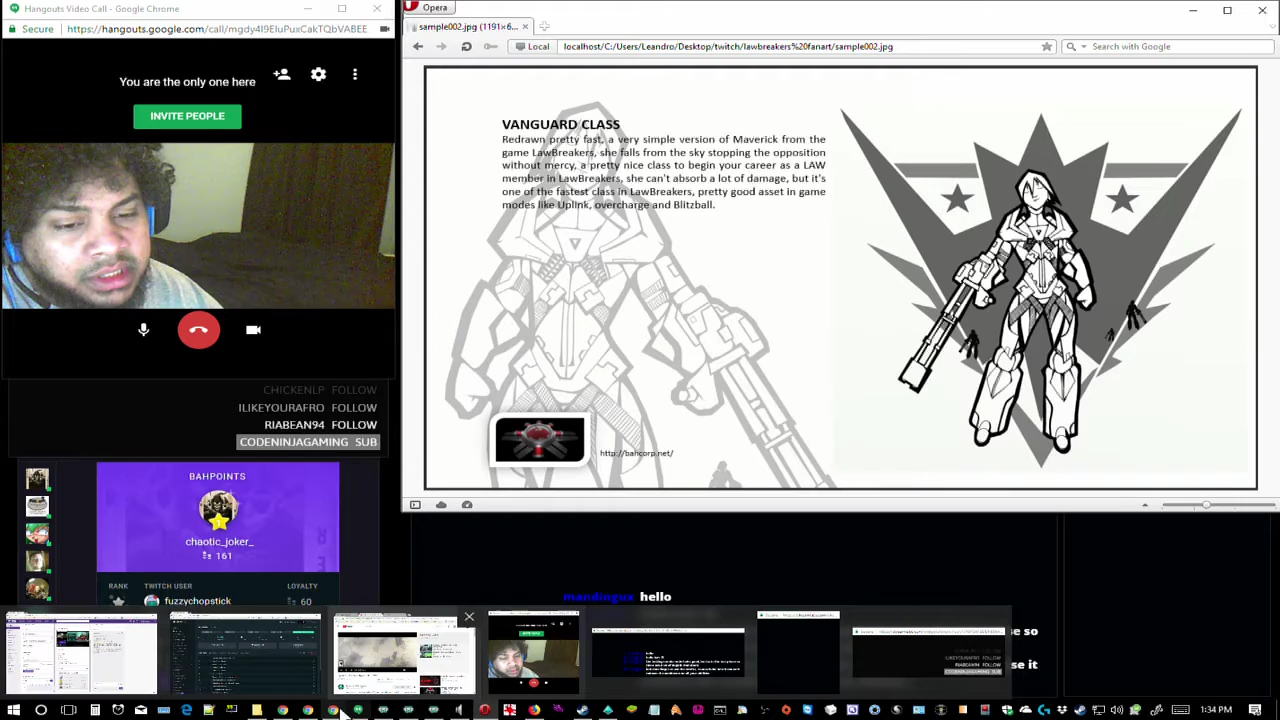 Hangouts Video Call - Google Chrome
Secure
https://hangouts.google.com/call/mgdy4l9EIuPuxCakTQbVABEE
You are the only one here
INVITE PEOPLE
CHICKENLP FOLLOW
ILIKEYOURAFRO FOLLOW
RIABEAN94 FOLLOW
CODENINJAGAMING SUB
BAHPOINTS
chaotic_joker_
161
RANK TWITCH USER LOYALTY
fuzzychopstick 60
Opera
sample002.jpg (1191×6...
Local
localhost/C:/Users/Leandro/Desktop/twitch/lawbreakers%20fanart/sample002.jpg
Search with Google
VANGUARD CLASS
Redrawn pretty fast, a very simple version of Maverick from the
game LawBreakers, she falls from the sky stopping the opposition
without mercy, a pretty nice class to begin your career as a LAW
member in LawBreakers, she can't absorb a lot of damage, but it's
one of the fastest class in LawBreakers, pretty good asset in game
modes like Uplink, overcharge and Blitzball.
http://bahcorp.net/
mandingux hello
se so
se it
1:34 PM